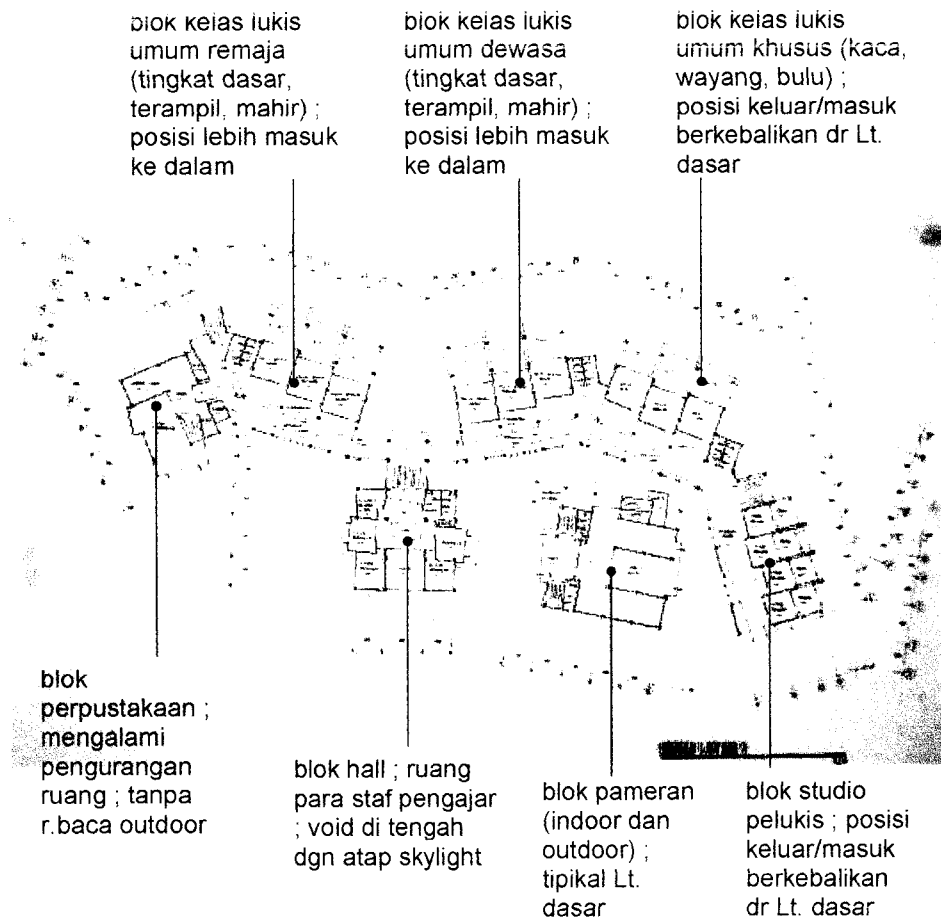 blok kelas lukis
umum remaja
(tingkat dasar,
terampil, mahir) ;
posisi lebih masuk
ke dalam
blok kelas lukis
umum dewasa
(tingkat dasar,
terampil, mahir) ;
posisi lebih masuk
ke dalam
blok kelas lukis
umum khusus (kaca,
wayang, bulu) ;
posisi keluar/masuk
berkebalikan dr Lt.
dasar
blok
perpustakaan ;
mengalami
pengurangan
ruang ; tanpa
r.baca outdoor
blok hall ; ruang
para staf pengajar
; void di tengah
dgn atap skylight
blok pameran
(indoor dan
outdoor) ;
tipikal Lt.
dasar
blok studio
pelukis ; posisi
keluar/masuk
berkebalikan
dr Lt. dasar